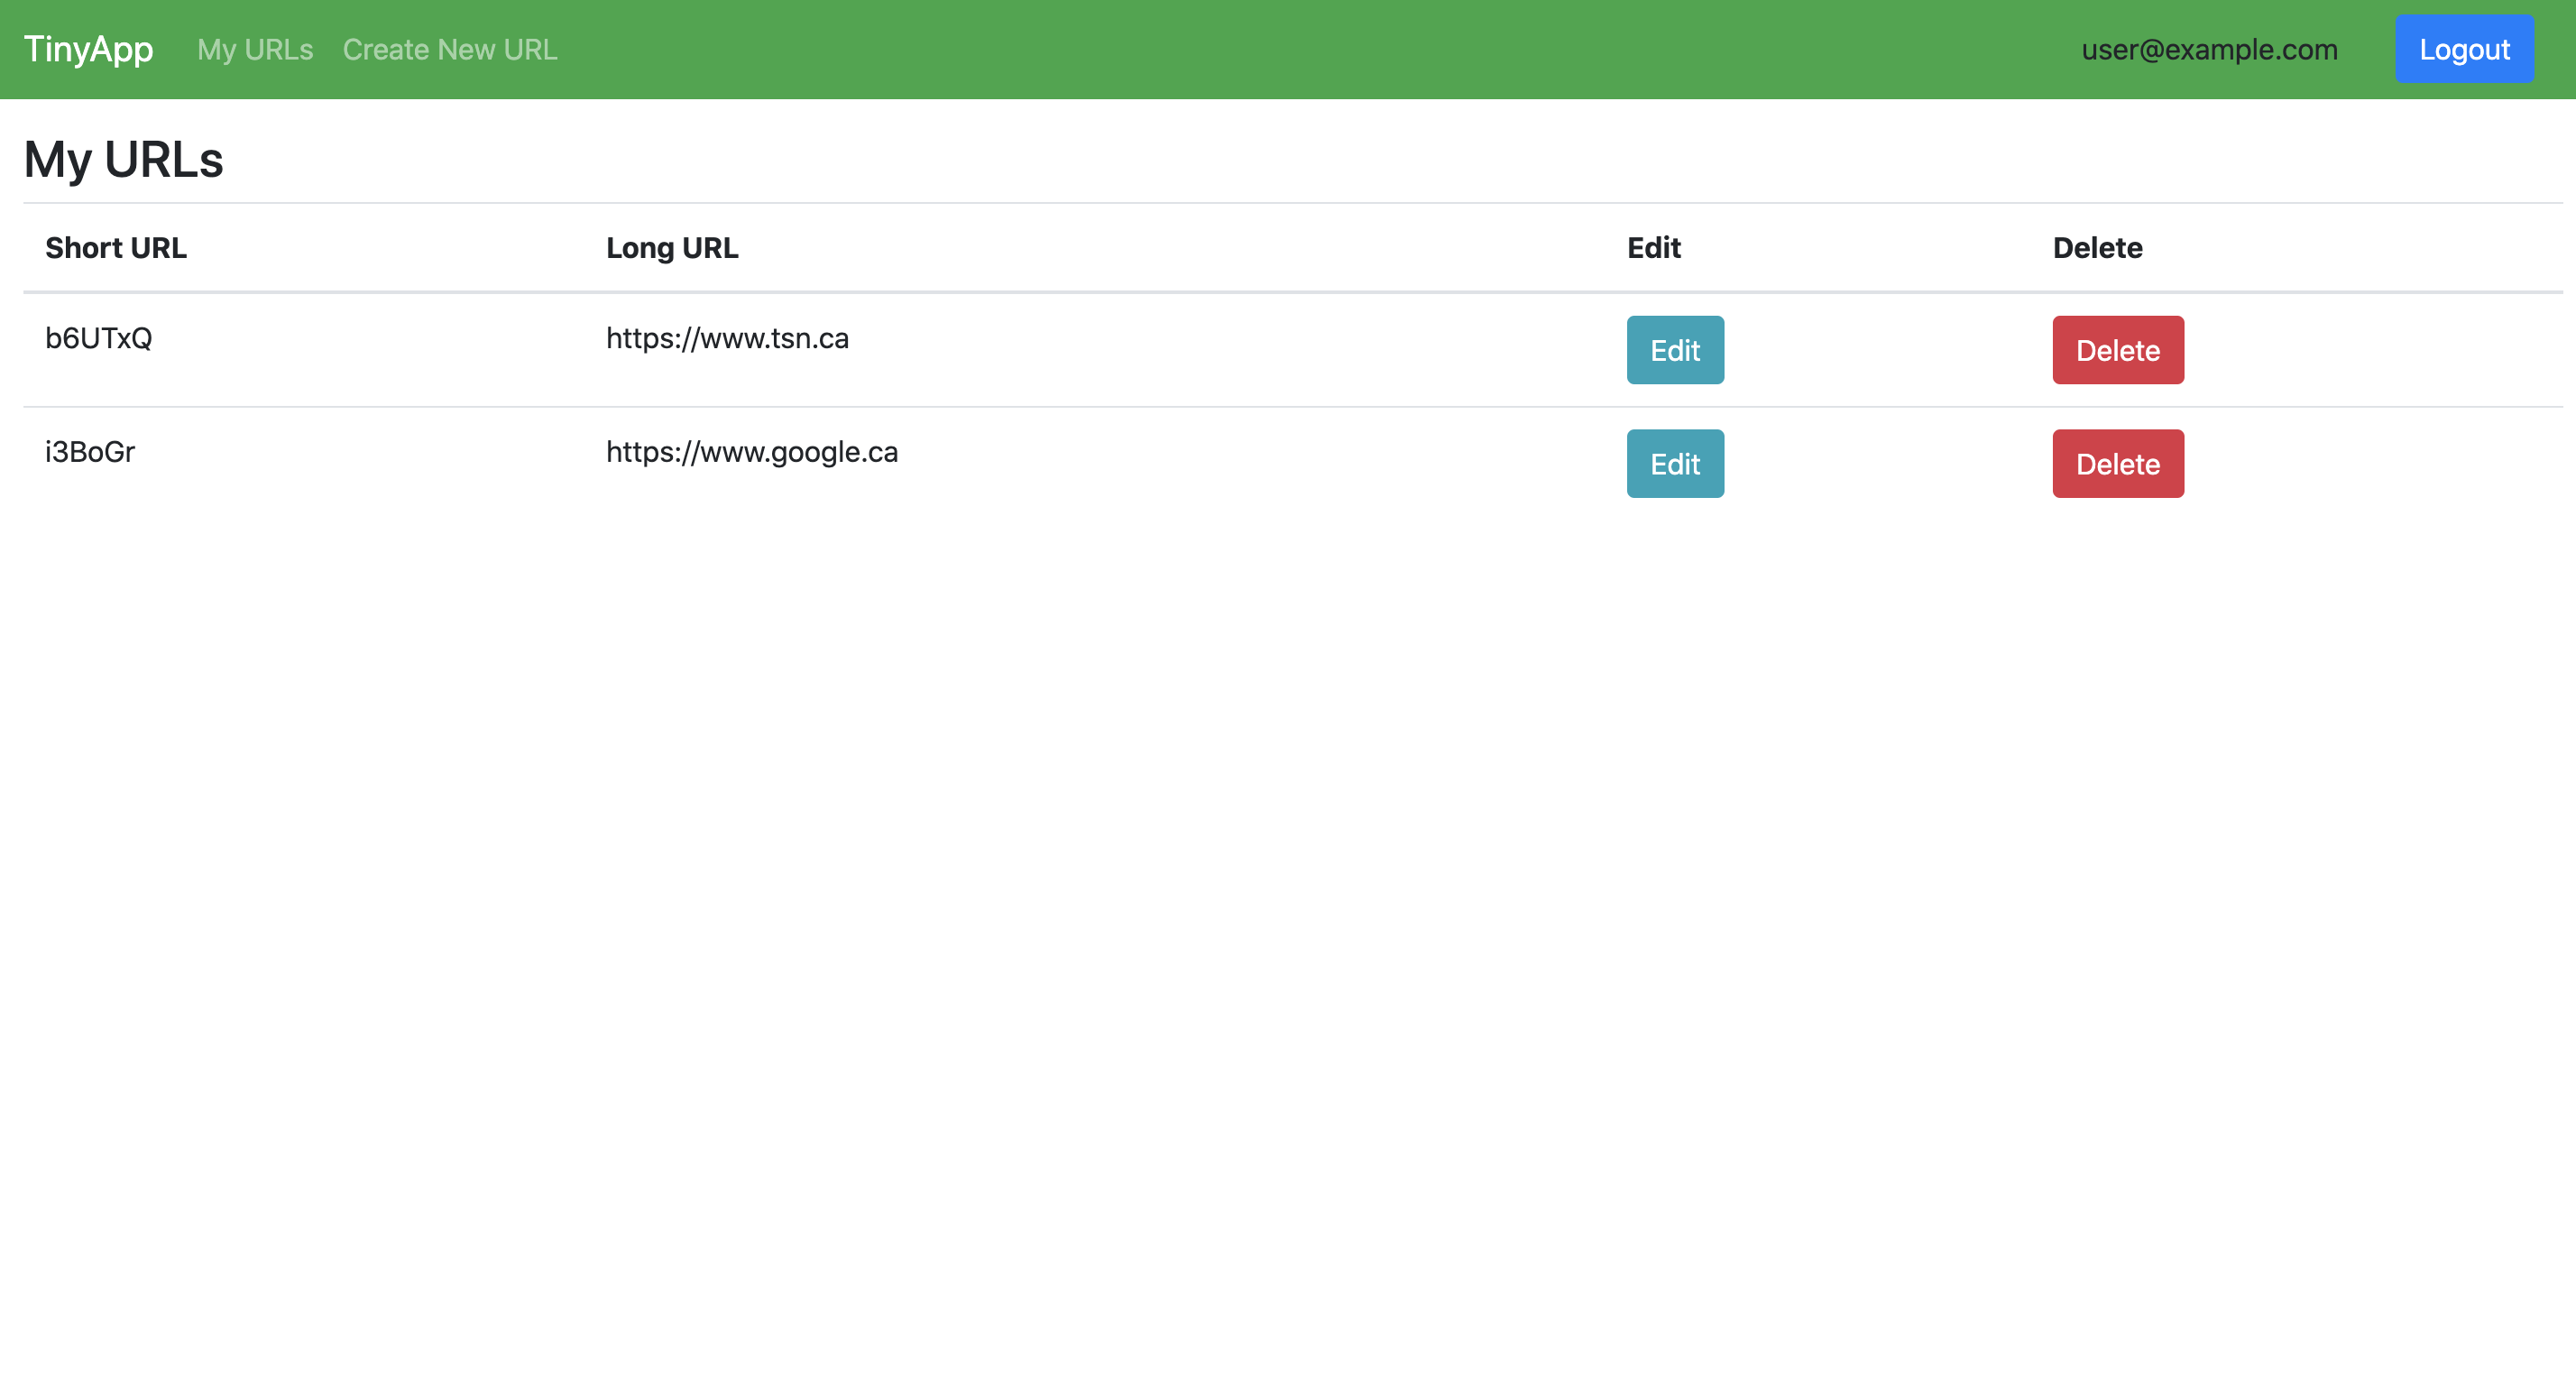 TinyApp My URLs Create New URL user@example.com Logout
My URLs
Short URL Long URL Edit Delete
b6UTxQ https://www.tsn.ca Edit Delete
i3BoGr https://www.google.ca Edit Delete